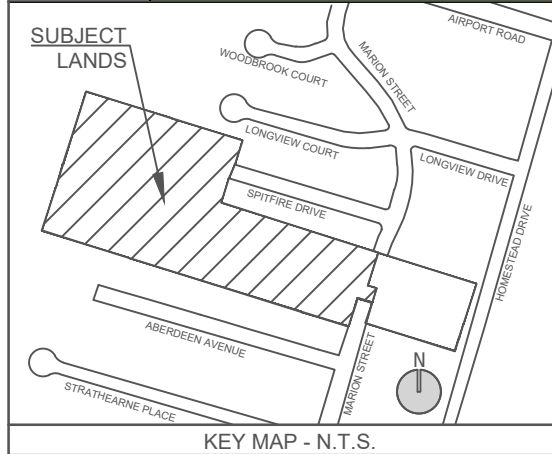 SUBJECT
LANDS
AIRPORT ROAD
MARION STREET
WOODBROOK COURT
LONGVIEW COURT
LONGVIEW DRIVE
SPITFIRE DRIVE
HOMESTEAD DRIVE
ABERDEEN AVENUE
MARION STREET
N
STRATHEARNE PLACE
KEY MAP - N.T.S.